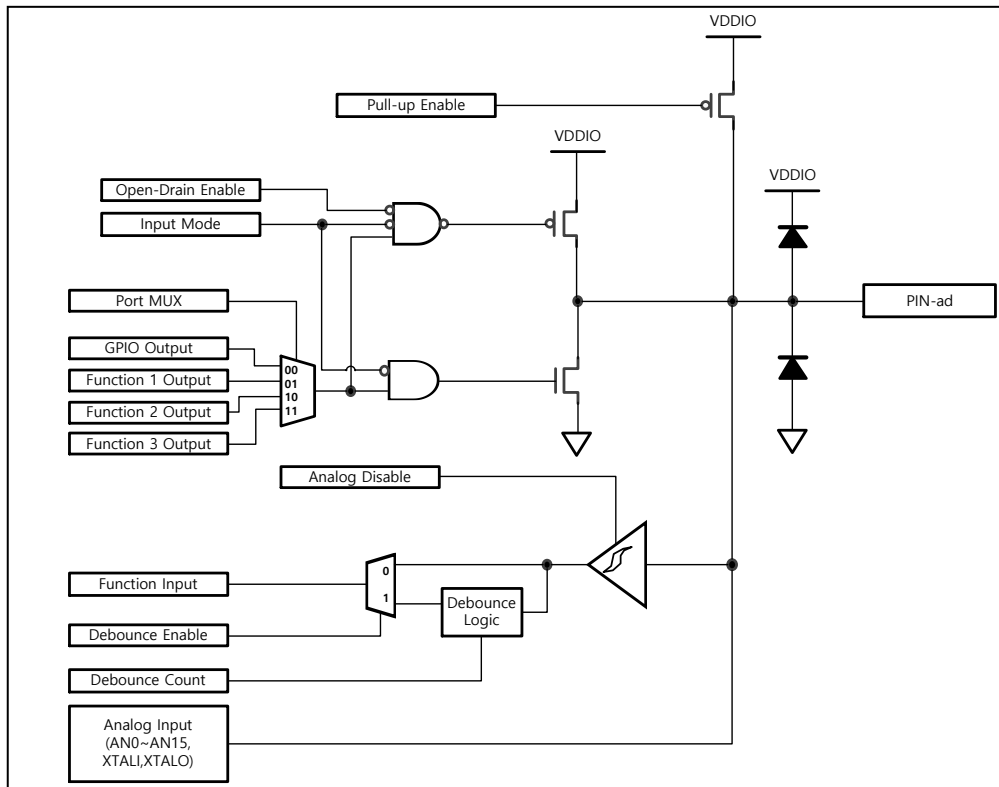 VDDIO
Pull-up Enable
VDDIO
VDDIO
Open-Drain Enable
Input Mode
Port MUX
PIN-ad
GPIO Output
00
Function 1 Output
01
Function 2 Output
10
Function 3 Output
11
Analog Disable
Function Input
0
1
Debounce
Logic
Debounce Enable
Debounce Count
Analog Input
(AN0~AN15,
XTALI,XTALO)